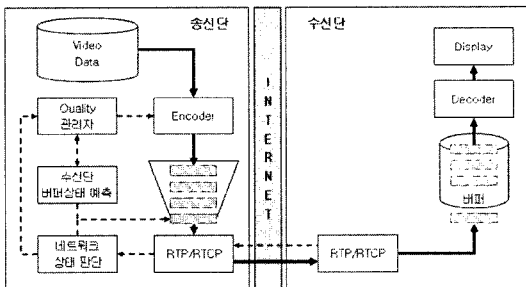 송신단
수신단
Video
Data
Display
Quality
관리자
Encoder
Decoder
수신단
버퍼상태 예측
버퍼
네트워크
상태 판단
RTP/RTCP
INTERNET
RTP/RTCP